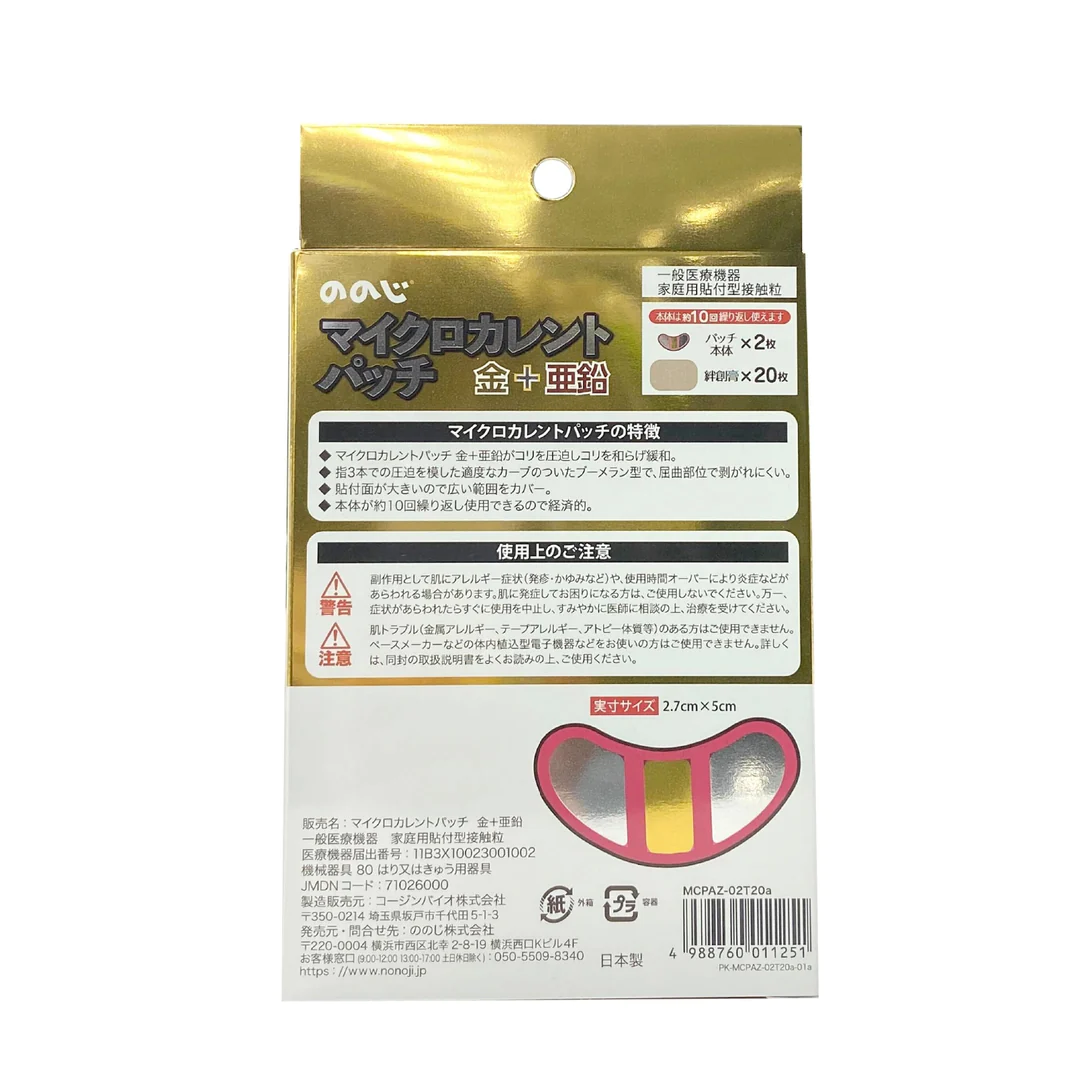 ののじ
マイクロカレント
パッチ 金+亜鉛
一般医療機器
家庭用貼付型接触粒
本体は約10回繰り返し使えます
パッチ本体×2枚
絆創膏×20枚
マイクロカレントパッチの特徴
◆ マイクロカレントパッチ 金+亜鉛がコリを圧迫しコリを和らげ緩和。
◆ 指3本での圧迫を模した適度なカーブのついたブーメラン型で、屈曲部位で剥がれにくい。
◆ 貼付面が大きいので広い範囲をカバー。
◆ 本体が約10回繰り返し使用できるので経済的。
使用上のご注意
警告
副作用として肌にアレルギー症状(発疹・かゆみなど)や、使用時間オーバーにより炎症などが
あらわれる場合があります。肌に発症してお困りになる方は、ご使用しないでください。万一、
症状があらわれたらすぐに使用を中止し、すみやかに医師に相談の上、治療を受けてください。
注意
肌トラブル(金属アレルギー、テープアレルギー、アトピー体質等)のある方はご使用できません。
ペースメーカーなどの体内植込型電子機器などをお使いの方はご使用できません。詳しく
は、同封の取扱説明書をよくお読みの上、ご使用ください。
実寸サイズ 2.7cm×5cm
販売名:マイクロカレントパッチ 金+亜鉛
一般医療機器 家庭用貼付型接触粒
医療機器届出番号:11B3X10023001002
機械器具 80 はり又はきゅう用器具
JMDNコード:71026000
製造販売元:コージンバイオ株式会社
〒350-0214 埼玉県坂戸市千代田5-1-3
発売元・問合せ先:ののじ株式会社
〒220-0004 横浜市西区北幸 2-8-19 横浜西口Kビル4F
お客様窓口(9:00-12:00 13:00-17:00 土日休日除く):050-5509-8340
https://www.nonoji.jp
紙 外箱
プラ 容器
日本製
MCPAZ-02T20a
4 988760 011251
PK-MCPAZ-02T20a-01a